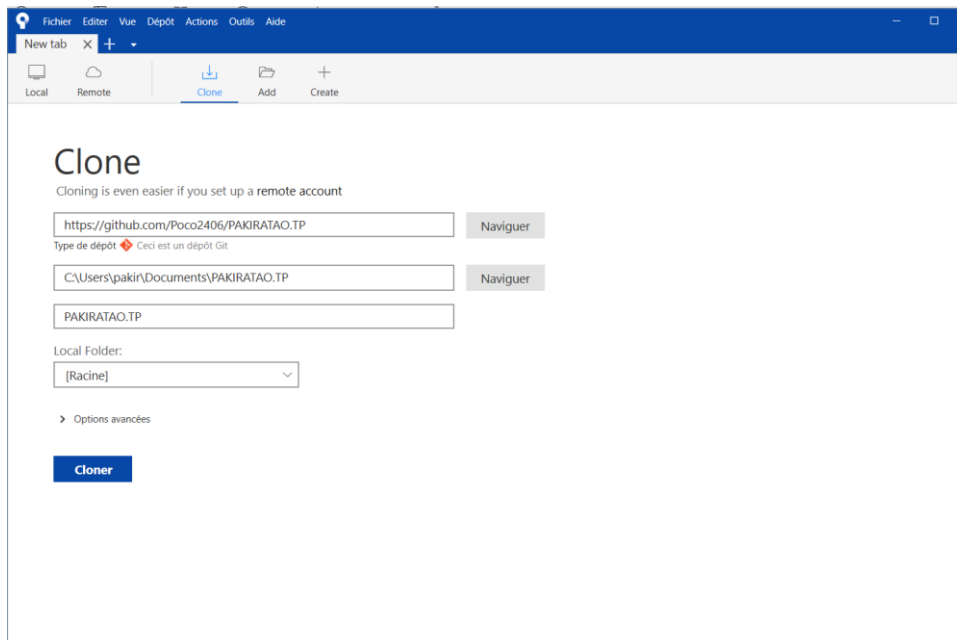 Fichier Editer Vue Dépôt Actions Outils Aide
New tab
Local Remote Clone Add Create
Clone
Cloning is even easier if you set up a remote account
https://github.com/Poco2406/PAKIRATAO.TP Naviguer
Type de dépôt Ceci est un dépôt Git
C:\Users\pakir\Documents\PAKIRATAO.TP Naviguer
PAKIRATAO.TP
Local Folder:
[Racine]
Options avancées
Cloner